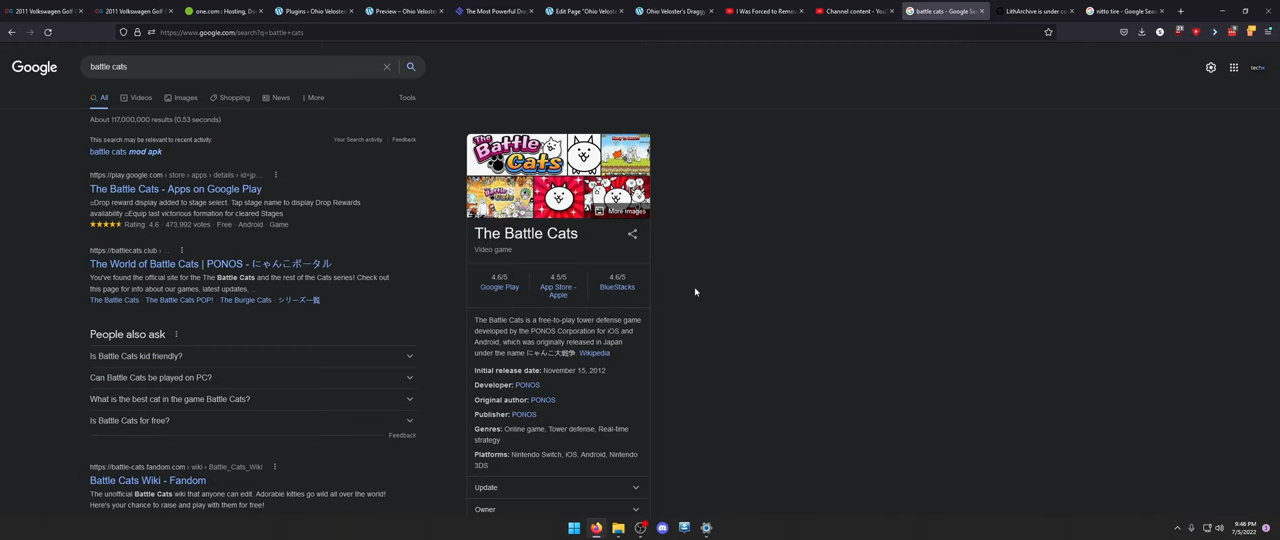 2011 Volkswagen Golf
2011 Volkswagen Golf
one.com : Hosting, Do
Plugins ‹ Ohio Veloster
Preview – Ohio Veloster
The Most Powerful Dra
Edit Page "Ohio Veloster
Ohio Veloster's Draggy
I Was Forced to Remov
Channel content - YouT
battle cats - Google Sea
LithArchive is under co
nitto tire - Google Sear
https://www.google.com/search?q=battle+cats
21
Google
battle cats
techx
All
Videos
Images
Shopping
News
More
Tools
About 117,000,000 results (0.53 seconds)
This search may be relevant to recent activity:
Your Search activity
Feedback
battle cats mod apk
https://play.google.com › store › apps › details › id=jp...
The Battle Cats - Apps on Google Play
Drop reward display added to stage select. Tap stage name to display Drop Rewards
availability Equip last victorious formation for cleared Stages
Rating: 4.6 · 473,992 votes · Free · Android · Game
https://battlecats.club › ...
The World of Battle Cats | PONOS - にゃんこポータル
You've found the official site for the The Battle Cats and the rest of the Cats series! Check out
this page for info about our games, latest updates, ...
The Battle Cats · The Battle Cats POP! · The Burgle Cats · シリーズ一覧
People also ask
Is Battle Cats kid friendly?
Can Battle Cats be played on PC?
What is the best cat in the game Battle Cats?
Is Battle Cats for free?
Feedback
https://battle-cats.fandom.com › wiki › Battle_Cats_Wiki
Battle Cats Wiki - Fandom
The unofficial Battle Cats wiki that anyone can edit. Adorable kitties go wild all over the world!
Here's your chance to raise and play with them for free!
The
Battle
Cats
More images
The Battle Cats
Video game
4.6/5
Google Play
4.5/5
App Store -
Apple
4.6/5
BlueStacks
The Battle Cats is a free-to-play tower defense game
developed by the PONOS Corporation for iOS and
Android, which was originally released in Japan
under the name にゃんこ大戦争. Wikipedia
Initial release date: November 15, 2012
Developer: PONOS
Original author: PONOS
Publisher: PONOS
Genres: Online game, Tower defense, Real-time
strategy
Platforms: Nintendo Switch, iOS, Android, Nintendo
3DS
Update
Owner
9:48 PM
7/5/2022
3